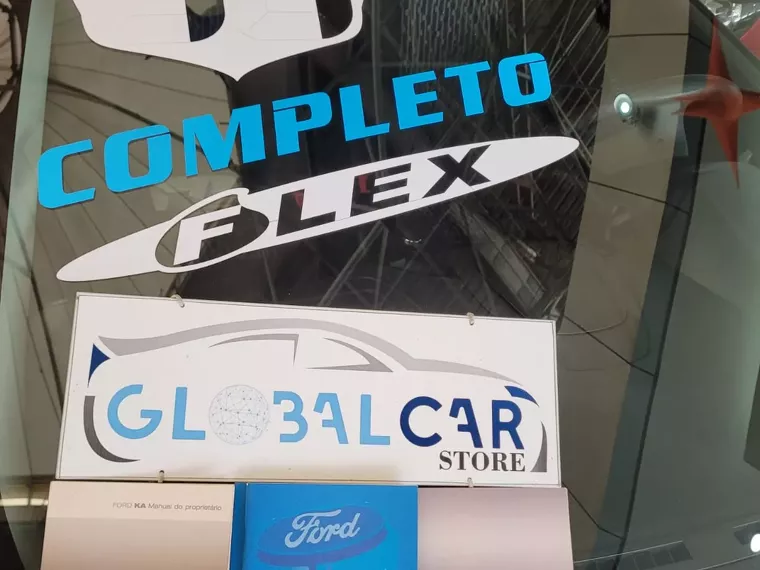 COMPLETO
FLEX
GLOBALCAR
STORE
FORD KA Manual do proprietário
Ford